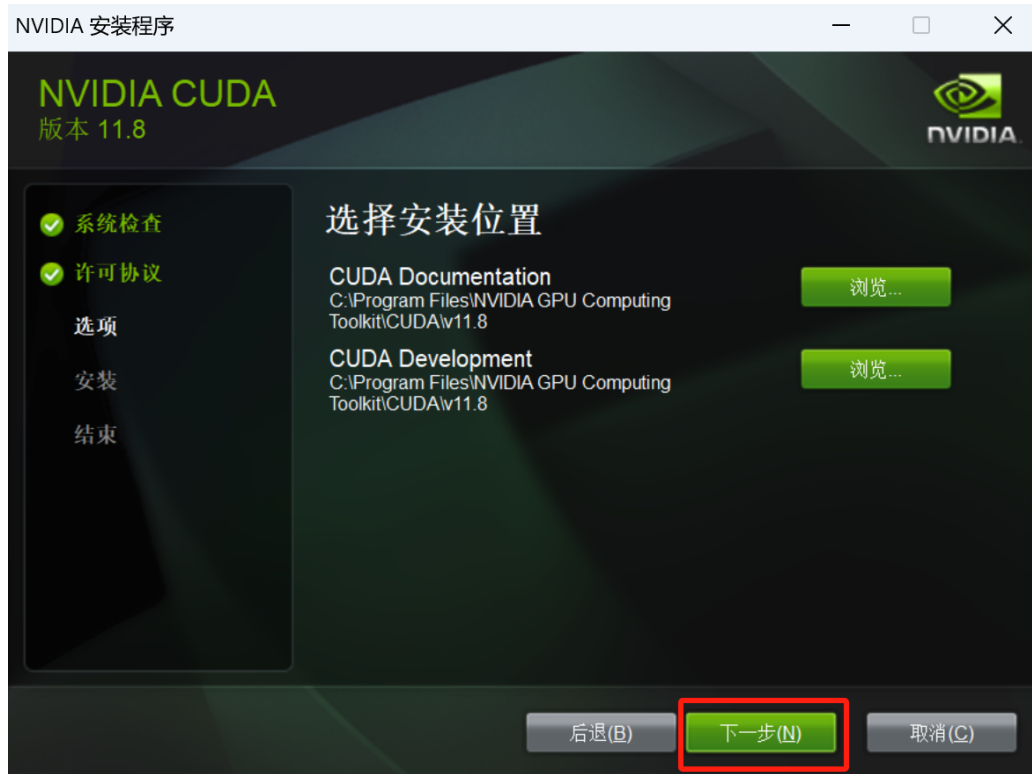 NVIDIA 安装程序
NVIDIA CUDA
版本 11.8
NVIDIA.
系统检查
许可协议
选项
安装
结束
选择安装位置
CUDA Documentation
C:\Program Files\NVIDIA GPU Computing
Toolkit\CUDA\v11.8
浏览...
CUDA Development
C:\Program Files\NVIDIA GPU Computing
Toolkit\CUDA\v11.8
浏览...
后退(B)
下一步(N)
取消(C)